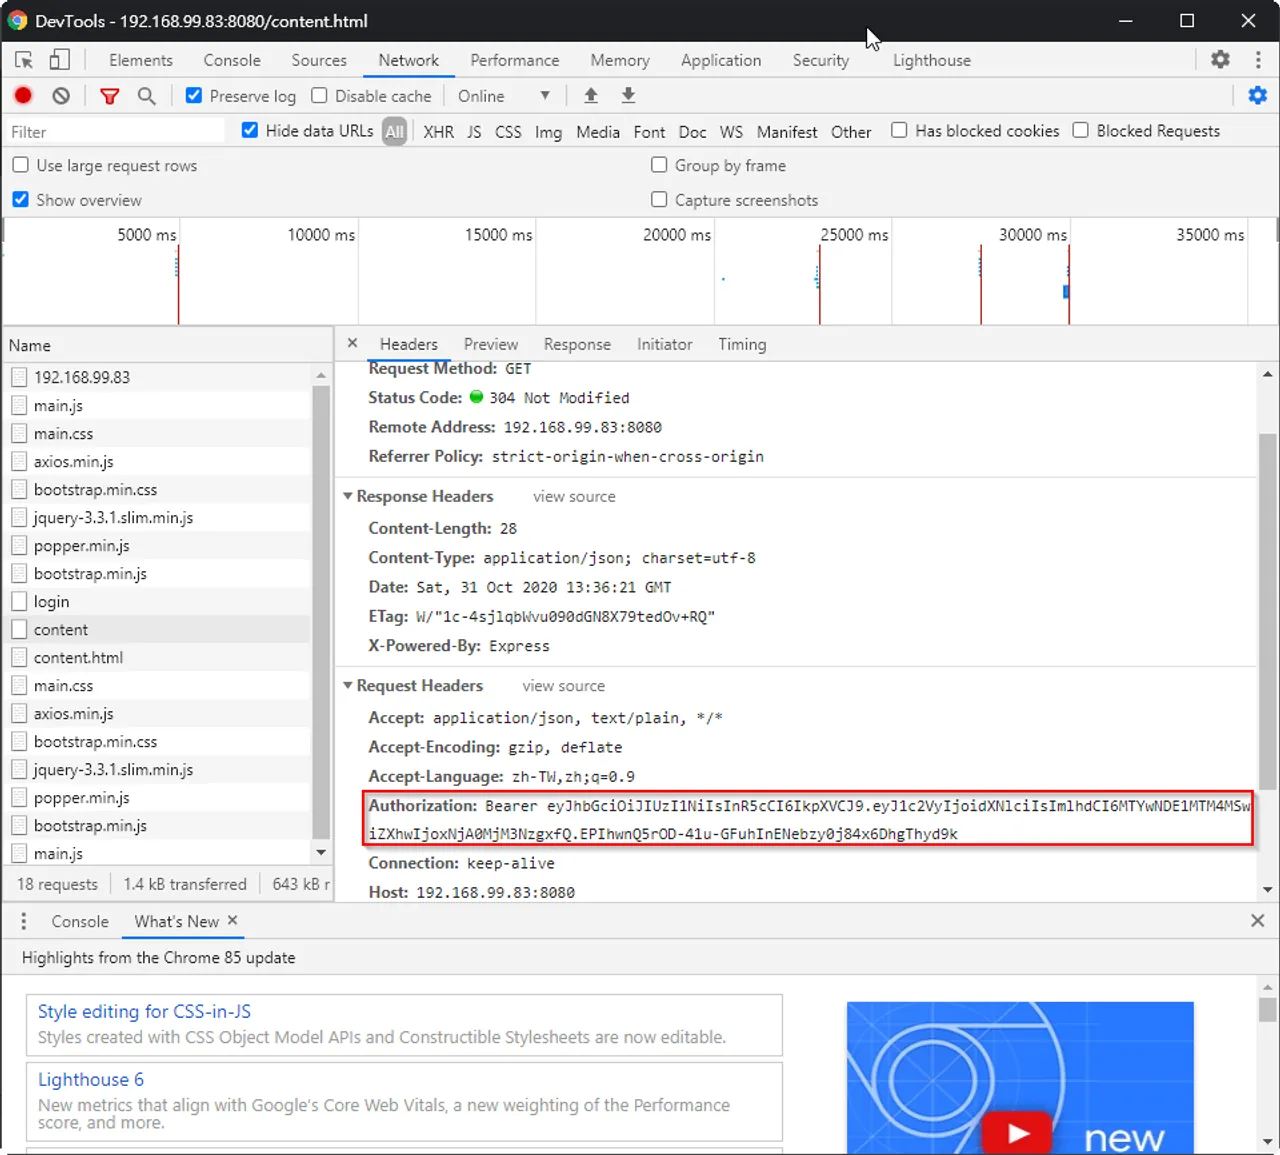 DevTools - 192.168.99.83:8080/content.html
Elements Console Sources Network Performance Memory Application Security Lighthouse
Preserve log Disable cache Online
Filter Hide data URLs All XHR JS CSS Img Media Font Doc WS Manifest Other Has blocked cookies Blocked Requests
Use large request rows Group by frame
Show overview Capture screenshots
5000 ms 10000 ms 15000 ms 20000 ms 25000 ms 30000 ms 35000 ms
Name
192.168.99.83
main.js
main.css
axios.min.js
bootstrap.min.css
jquery-3.3.1.slim.min.js
popper.min.js
bootstrap.min.js
login
content
content.html
main.css
axios.min.js
bootstrap.min.css
jquery-3.3.1.slim.min.js
popper.min.js
bootstrap.min.js
main.js
18 requests 1.4 kB transferred 643 kB r
Headers Preview Response Initiator Timing
Request Method: GET
Status Code: 304 Not Modified
Remote Address: 192.168.99.83:8080
Referrer Policy: strict-origin-when-cross-origin
Response Headers view source
Content-Length: 28
Content-Type: application/json; charset=utf-8
Date: Sat, 31 Oct 2020 13:36:21 GMT
ETag: W/"1c-4sjlqbWvu090dGN8X79tedOv+RQ"
X-Powered-By: Express
Request Headers view source
Accept: application/json, text/plain, */*
Accept-Encoding: gzip, deflate
Accept-Language: zh-TW,zh;q=0.9
Authorization: Bearer eyJhbGciOiJIUzI1NiIsInR5cCI6IkpXVCJ9.eyJ1c2VyIjoidXNlciIsImlhdCI6MTYwNDE1MTM4MSw
iZXhwIjoxNjA0MjM3NzgxfQ.EPIhwnQ5rOD-41u-GFuhInENebzy0j84x6DhgThyd9k
Connection: keep-alive
Host: 192.168.99.83:8080
Console What's New
Highlights from the Chrome 85 update
Style editing for CSS-in-JS
Styles created with CSS Object Model APIs and Constructible Stylesheets are now editable.
Lighthouse 6
New metrics that align with Google's Core Web Vitals, a new weighting of the Performance
score, and more.
new